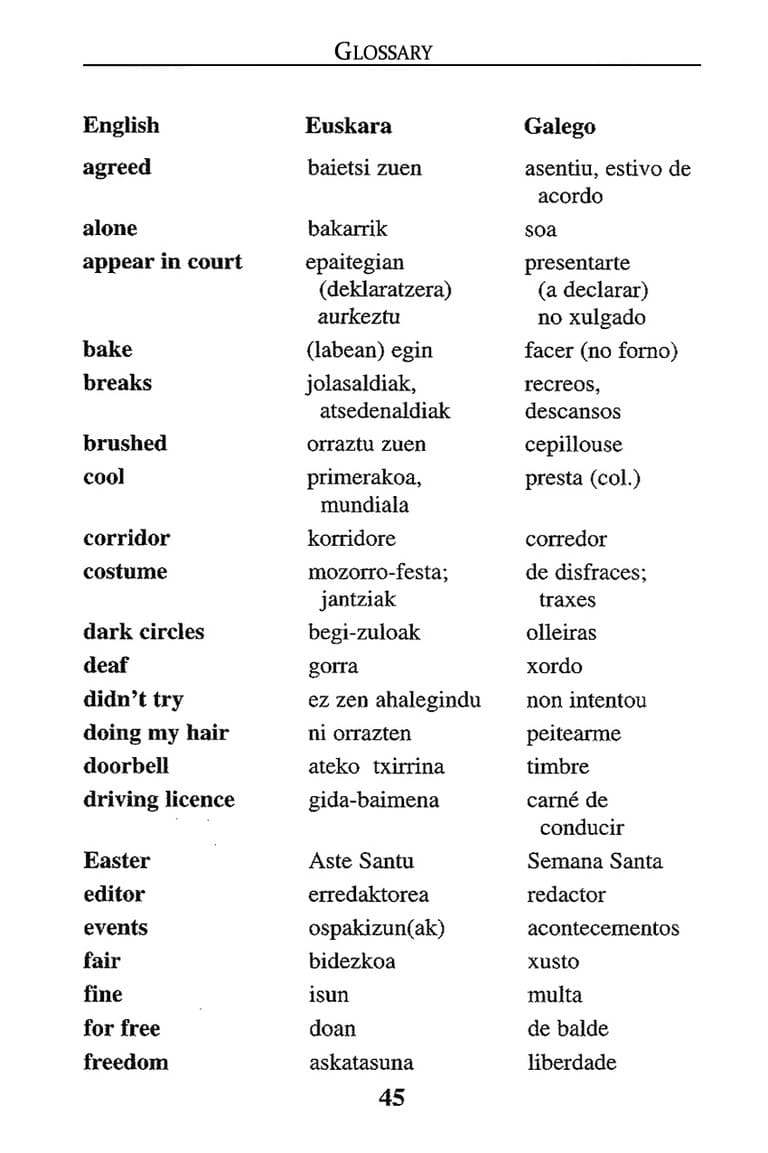 GLOSSARY
English Euskara Galego
agreed baietsi zuen asentiu, estivo de
acordo
alone bakarrik soa
appear in court epaitegian presentarte
(deklaratzera) (a declarar)
aurkeztu no xulgado
bake (labean) egin facer (no forno)
breaks jolasaldiak, recreos,
atsedenaldiak descansos
brushed orraztu zuen cepillouse
cool primerakoa, presta (col.)
mundiala
corridor korridore corredor
costume mozorro-festa; de disfraces;
jantziak traxes
dark circles begi-zuloak olleiras
deaf gorra xordo
didn't try ez zen ahalegindu non intentou
doing my hair ni orrazten peitearme
doorbell ateko txirrina timbre
driving licence gida-baimena carné de
conducir
Easter Aste Santu Semana Santa
editor erredaktorea redactor
events ospakizun(ak) acontecementos
fair bidezkoa xusto
fine isun multa
for free doan de balde
freedom askatasuna liberdade
45